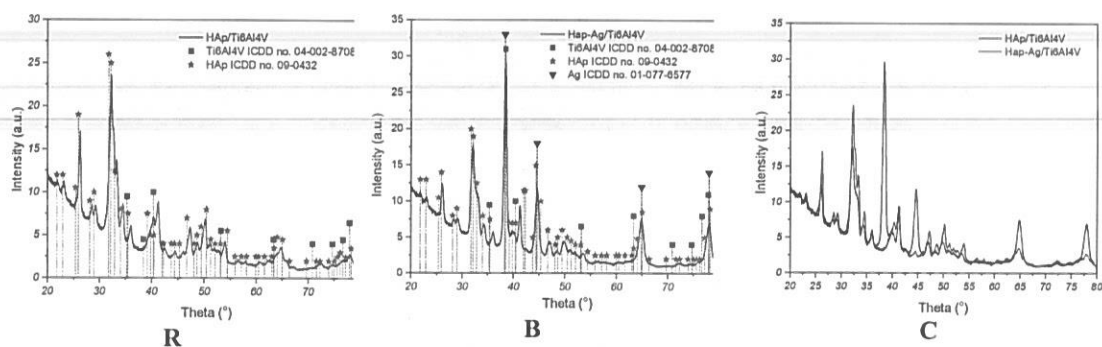 30
25
20
15
10
5
0
Intensity (a.u.)
HAp/Ti6Al4V
Ti6Al4V ICDD no. 04-002-8708
HAp ICDD no. 09-0432
20 30 40 50 60 70
Theta (°)
R
35
30
25
20
15
10
5
0
Intensity (a.u.)
Hap-Ag/Ti6Al4V
Ti6Al4V ICDD no. 04-002-8708
HAp ICDD no. 09-0432
Ag ICDD no. 01-077-6577
20 30 40 50 60 70
Theta (°)
B
35
30
25
20
15
10
5
0
Intensity (a.u.)
HAp/Ti6Al4V
Hap-Ag/Ti6Al4V
20 25 30 35 40 45 50 55 60 65 70 75 80
Theta (°)
C